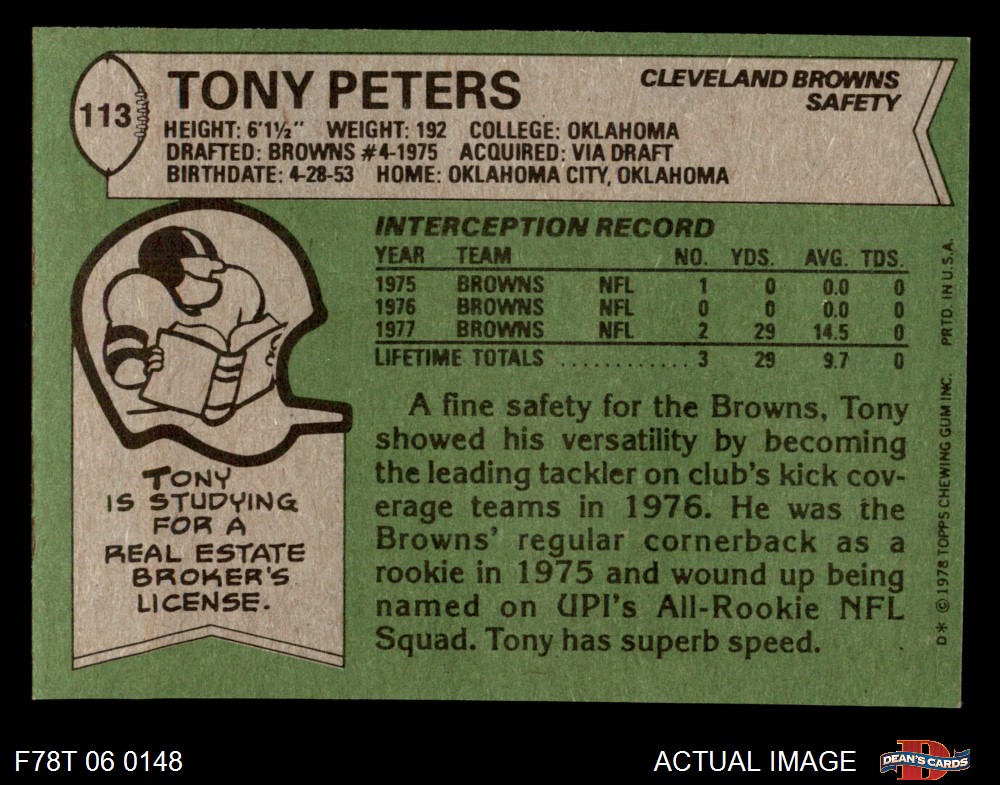 113
TONY PETERS
CLEVELAND BROWNS
SAFETY
HEIGHT: 6'1½" WEIGHT: 192 COLLEGE: OKLAHOMA
DRAFTED: BROWNS #4-1975 ACQUIRED: VIA DRAFT
BIRTHDATE: 4-28-53 HOME: OKLAHOMA CITY, OKLAHOMA
INTERCEPTION RECORD
YEAR TEAM NO. YDS. AVG. TDS.
1975 BROWNS NFL 1 0 0.0 0
1976 BROWNS NFL 0 0 0.0 0
1977 BROWNS NFL 2 29 14.5 0
LIFETIME TOTALS ............ 3 29 9.7 0
A fine safety for the Browns, Tony
showed his versatility by becoming
the leading tackler on club's kick cov-
erage teams in 1976. He was the
Browns' regular cornerback as a
rookie in 1975 and wound up being
named on UPI's All-Rookie NFL
Squad. Tony has superb speed.
TONY
IS STUDYING
FOR A
REAL ESTATE
BROKER'S
LICENSE.
D* © 1978 TOPPS CHEWING GUM INC. PRTD. IN U.S.A.
F78T 06 0148
ACTUAL IMAGE
D
DEAN'S CARDS